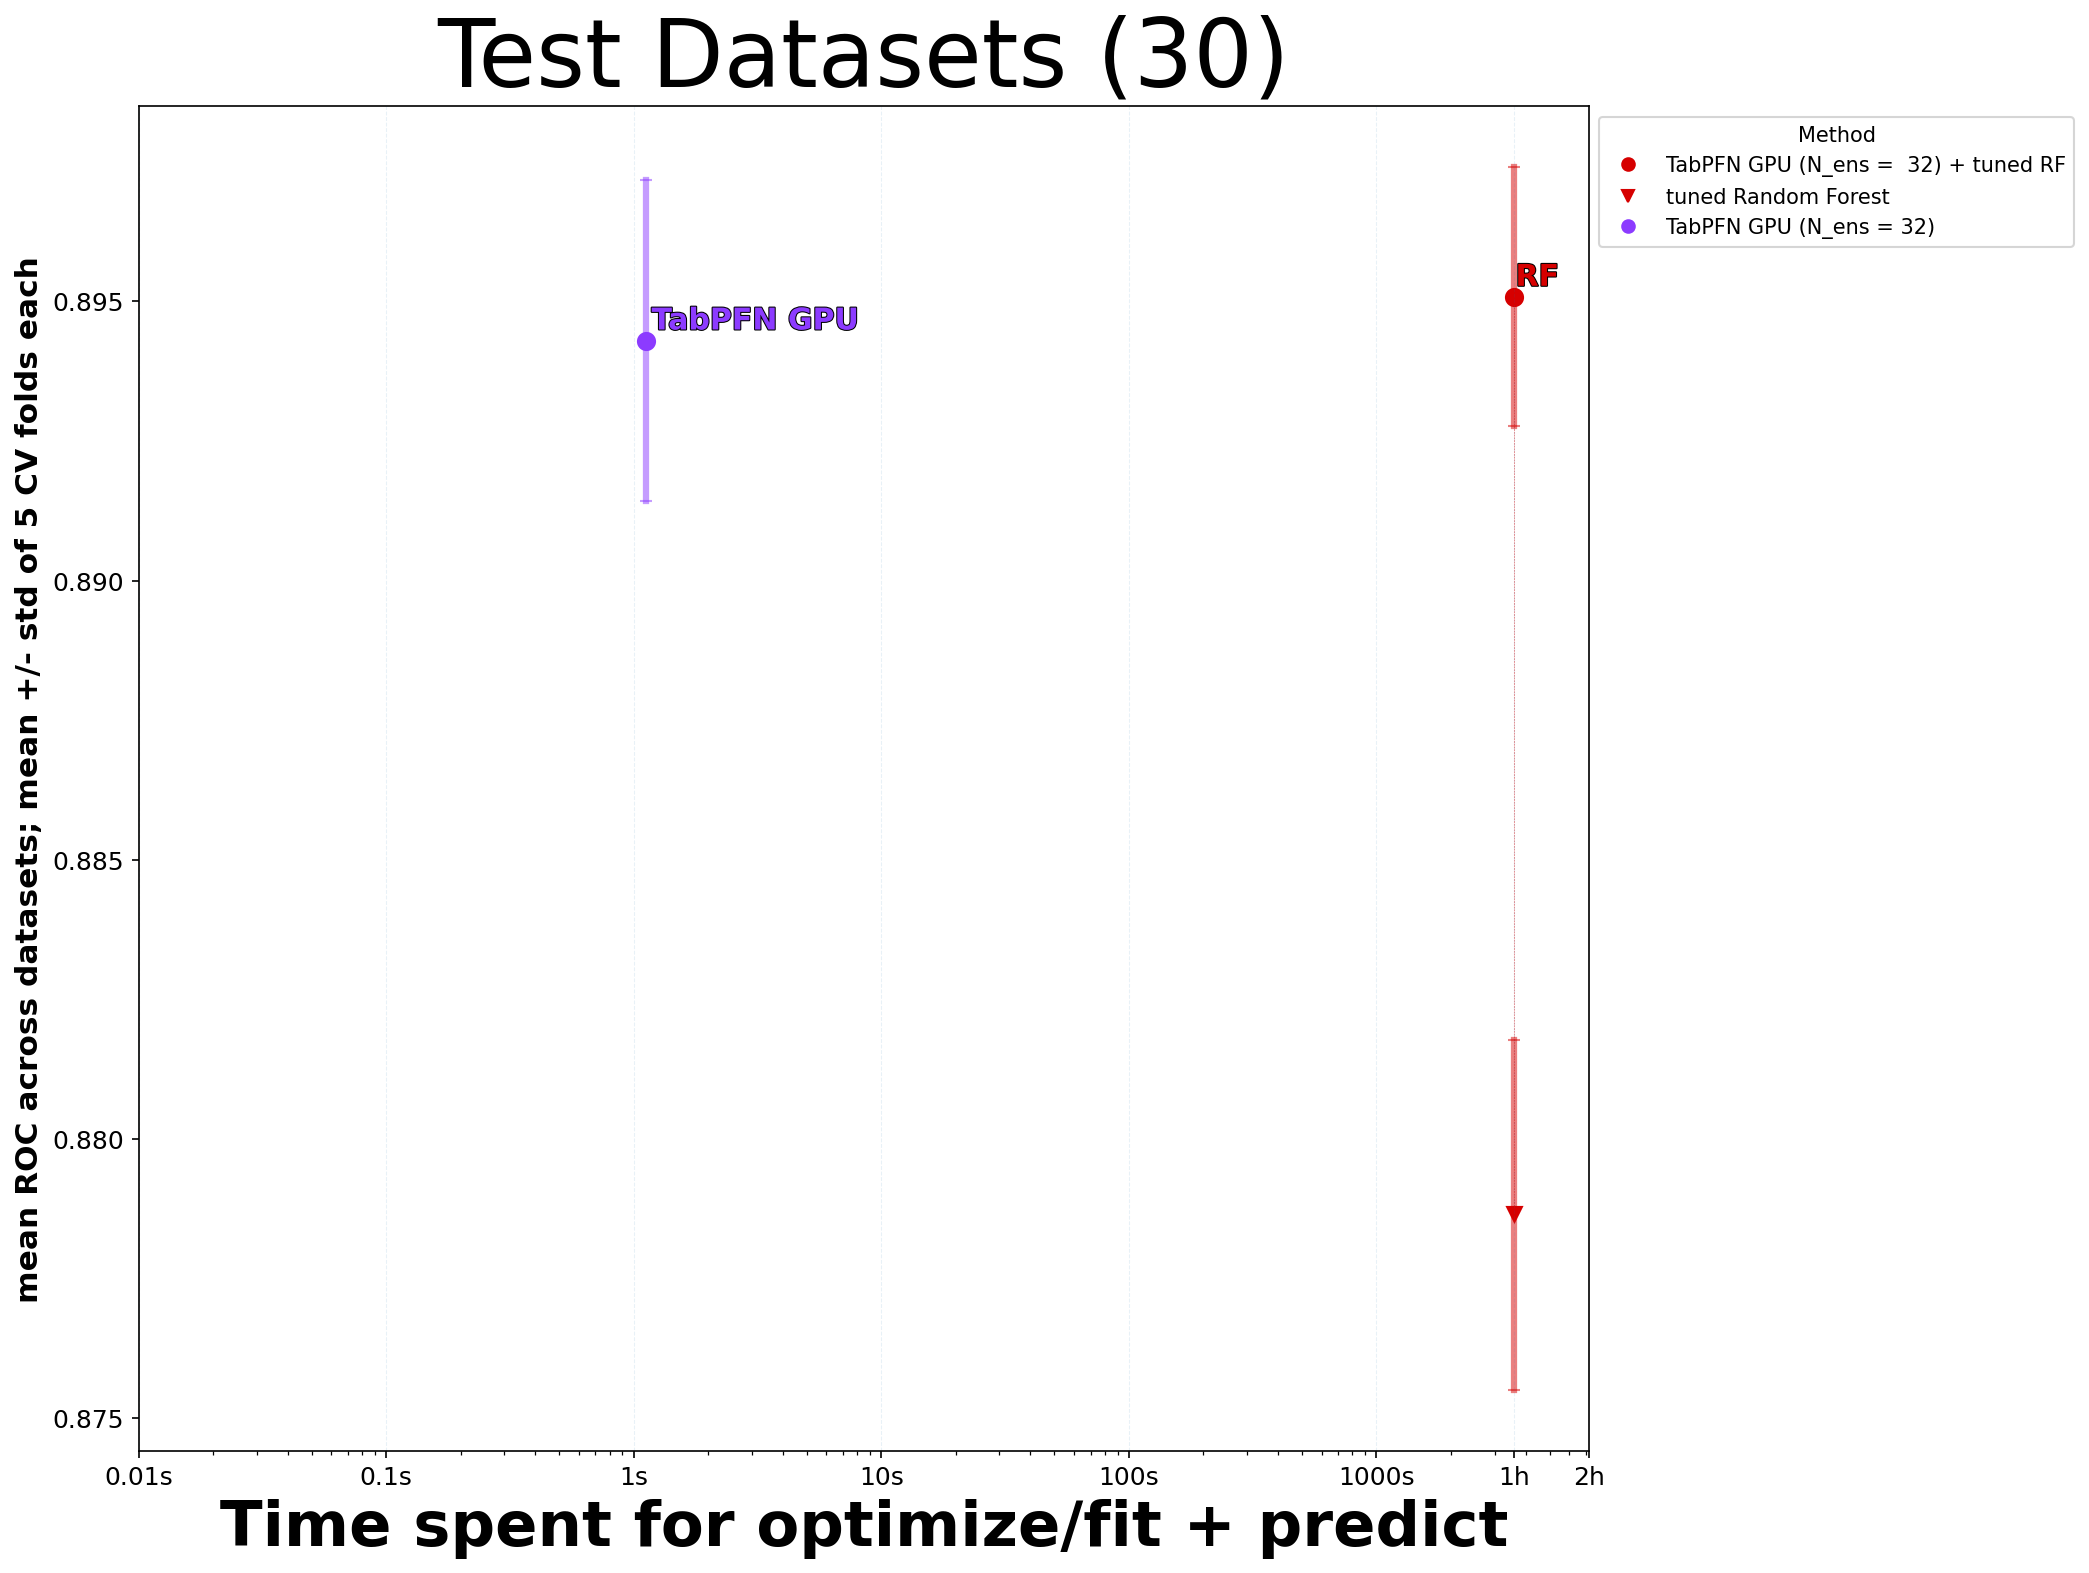 Test Datasets (30)
Method
TabPFN GPU (N_ens =  32) + tuned RF
tuned Random Forest
TabPFN GPU (N_ens = 32)
RF
TabPFN GPU
mean ROC across datasets; mean +/- std of 5 CV folds each
0.895
0.890
0.885
0.880
0.875
0.01s 0.1s 1s 10s 100s 1000s 1h 2h
Time spent for optimize/fit + predict